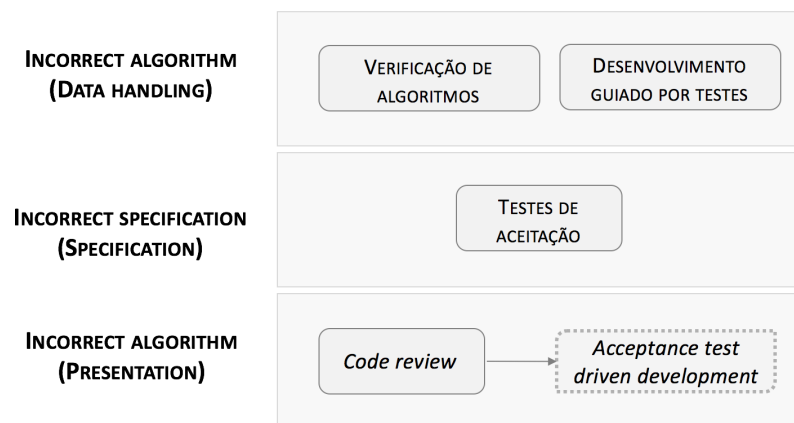 INCORRECT ALGORITHM
(DATA HANDLING)
VERIFICAÇÃO DE
ALGORITMOS
DESENVOLVIMENTO
GUIADO POR TESTES
INCORRECT SPECIFICATION
(SPECIFICATION)
TESTES DE
ACEITAÇÃO
INCORRECT ALGORITHM
(PRESENTATION)
Code review
Acceptance test
driven development